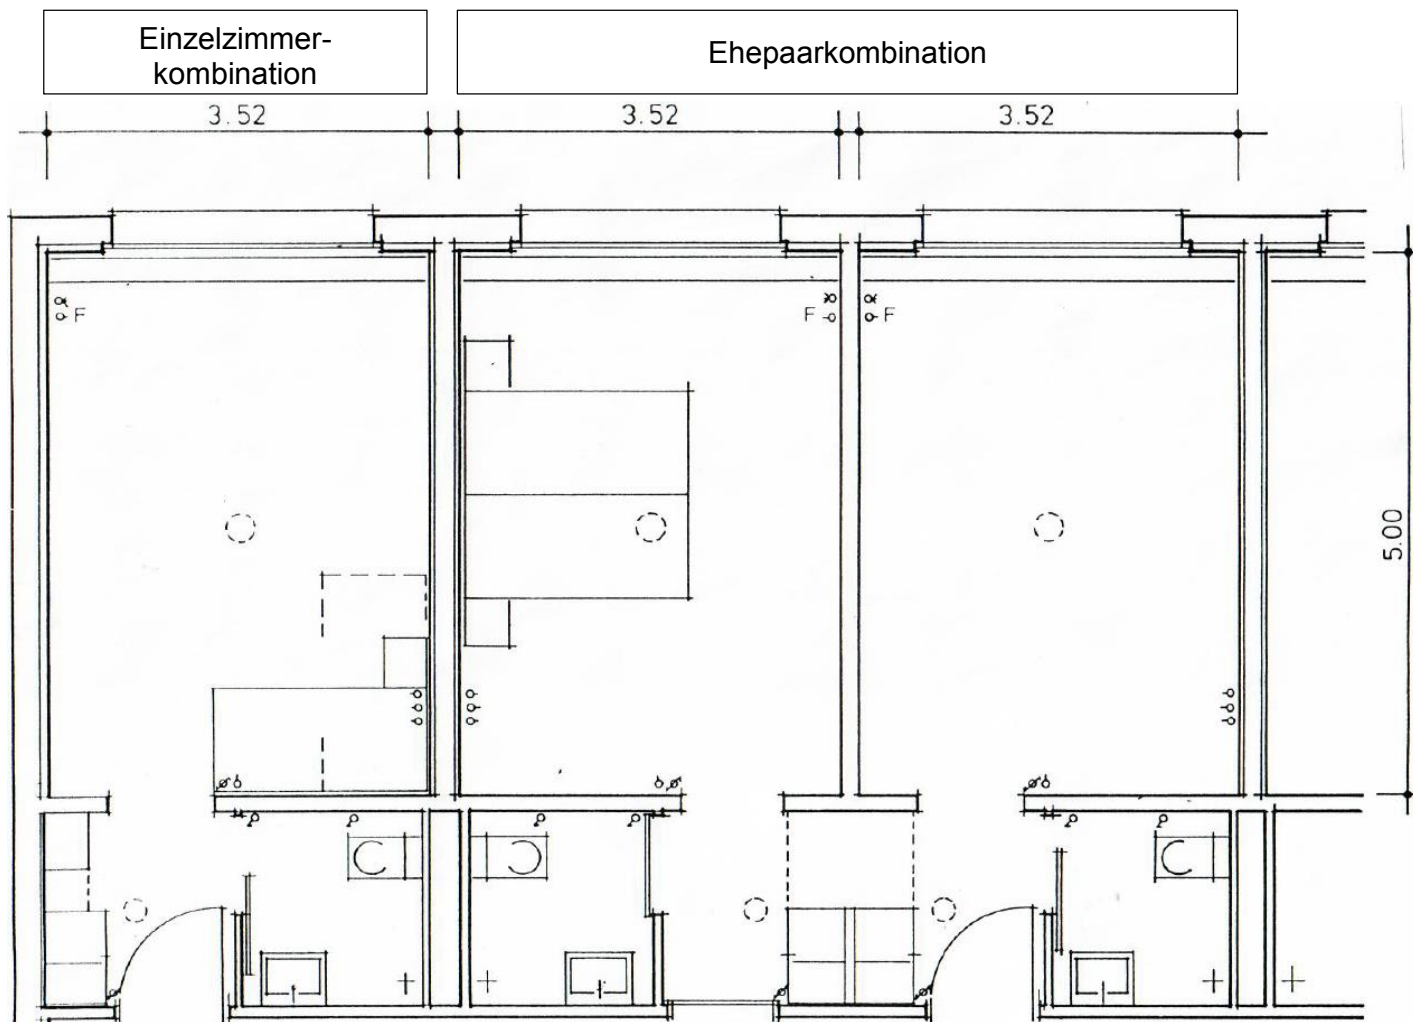 Einzelzimmer-
kombination
Ehepaarkombination
3.52
3.52
3.52
F
F
F
5.00